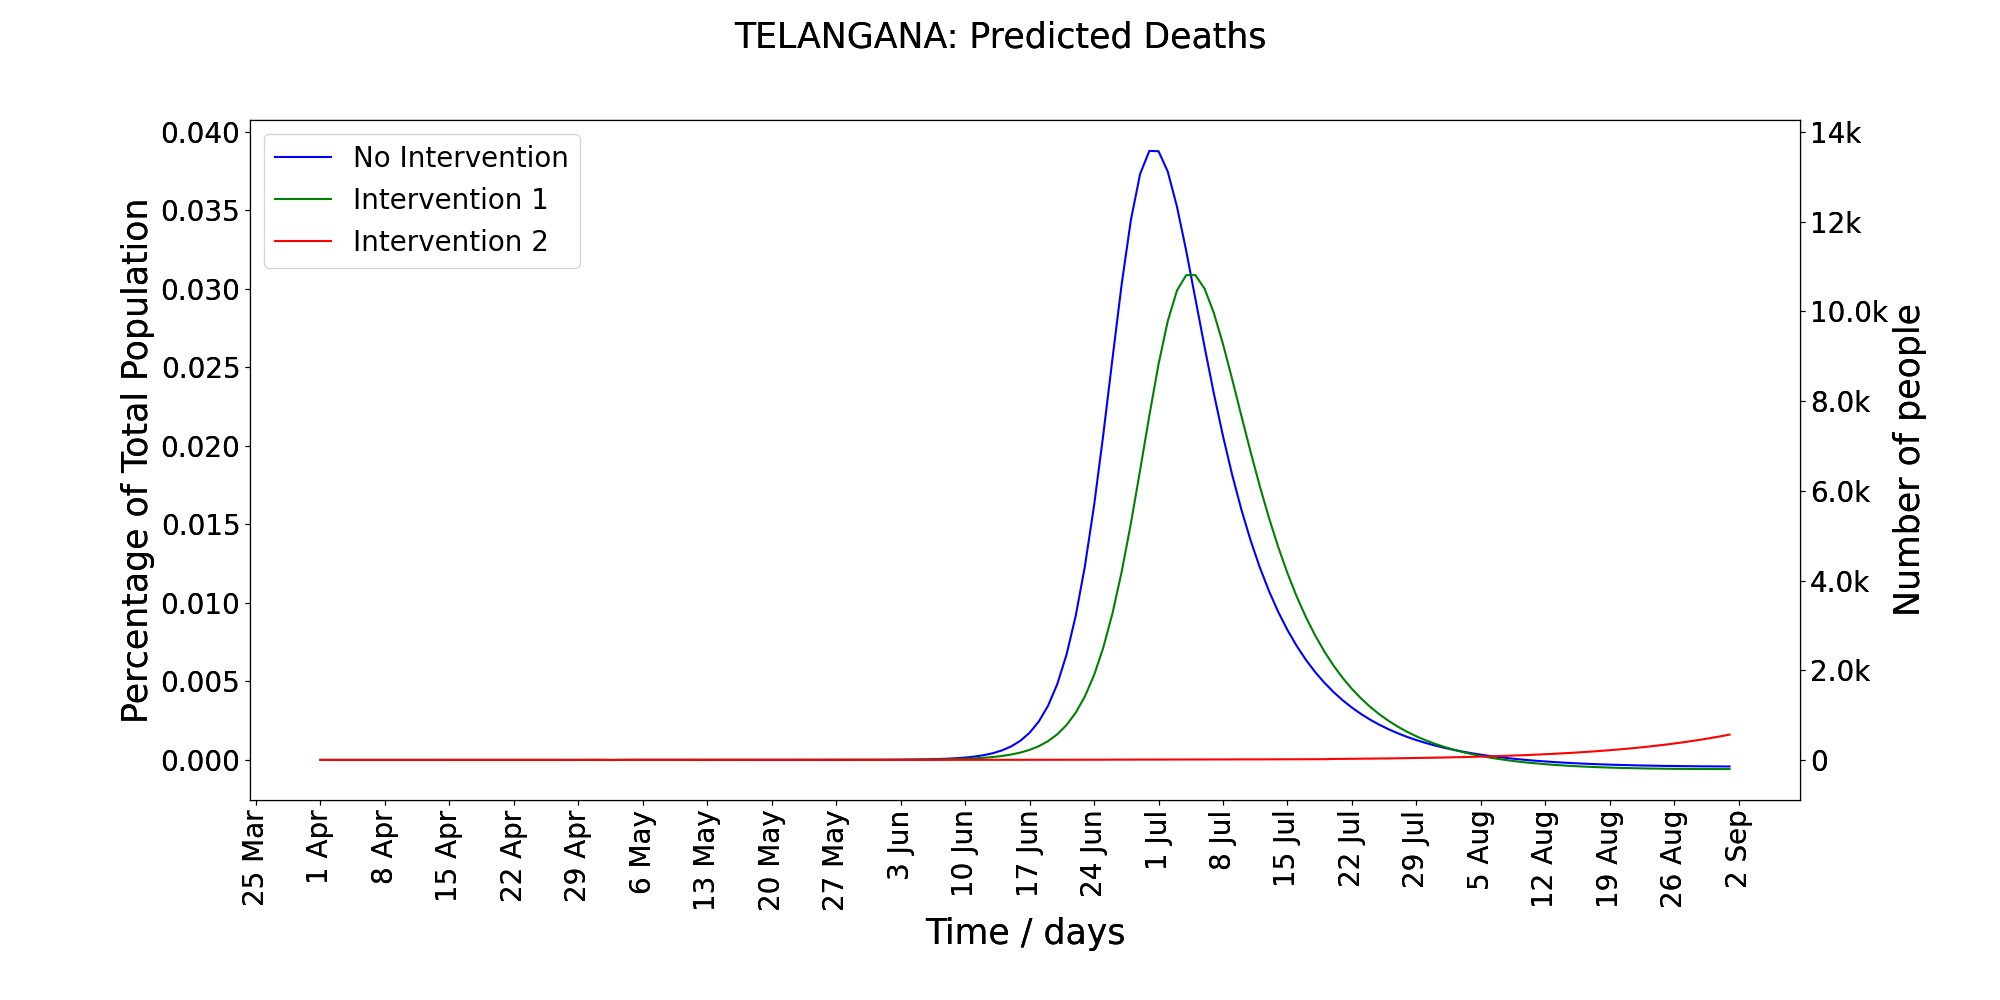 TELANGANA: Predicted Deaths
No Intervention
Intervention 1
Intervention 2
Percentage of Total Population
0.040
0.035
0.030
0.025
0.020
0.015
0.010
0.005
0.000
14k
12k
10.0k
8.0k
6.0k
4.0k
2.0k
0
Number of people
25 Mar
1 Apr
8 Apr
15 Apr
22 Apr
29 Apr
6 May
13 May
20 May
27 May
3 Jun
10 Jun
17 Jun
24 Jun
1 Jul
8 Jul
15 Jul
22 Jul
29 Jul
5 Aug
12 Aug
19 Aug
26 Aug
2 Sep
Time / days